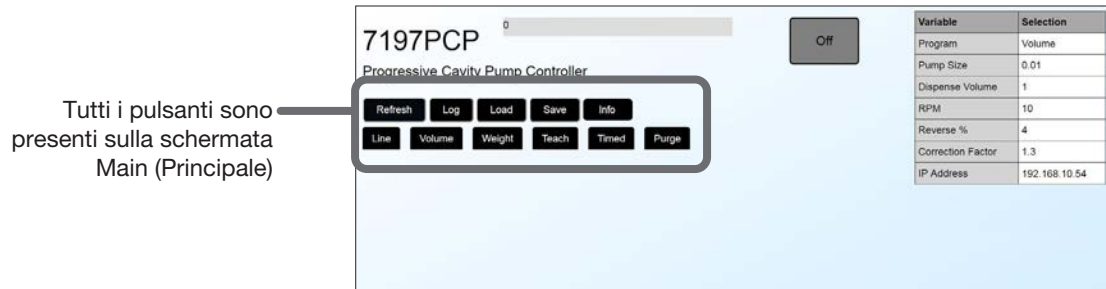 Tutti i pulsanti sono
presenti sulla schermata
Main (Principale)
7197PCP
0
Progressive Cavity Pump Controller
Refresh Log Load Save Info
Line Volume Weight Teach Timed Purge
Off
Variable Selection
Program Volume
Pump Size 0.01
Dispense Volume 1
RPM 10
Reverse % 4
Correction Factor 1.3
IP Address 192.168.10.54